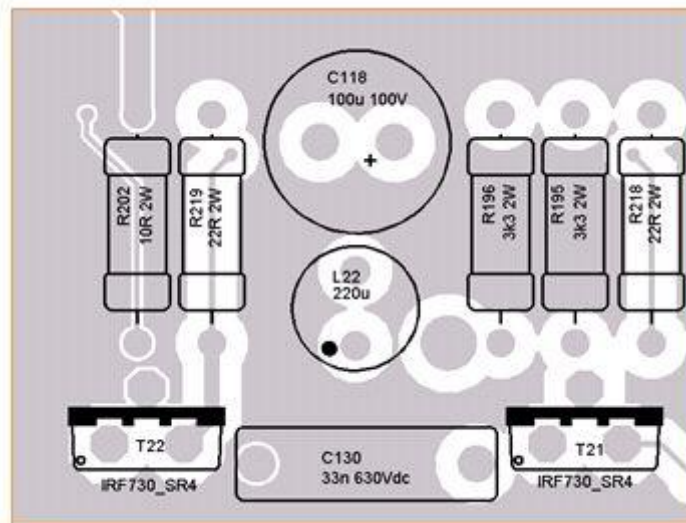 C118
100u 100V
+
R202
10R 2W
R219
22R 2W
R196
3k3 2W
R195
3k3 2W
R218
22R 2W
L22
220u
T22
IRF730_SR4
C130
33n 630Vdc
T21
IRF730_SR4